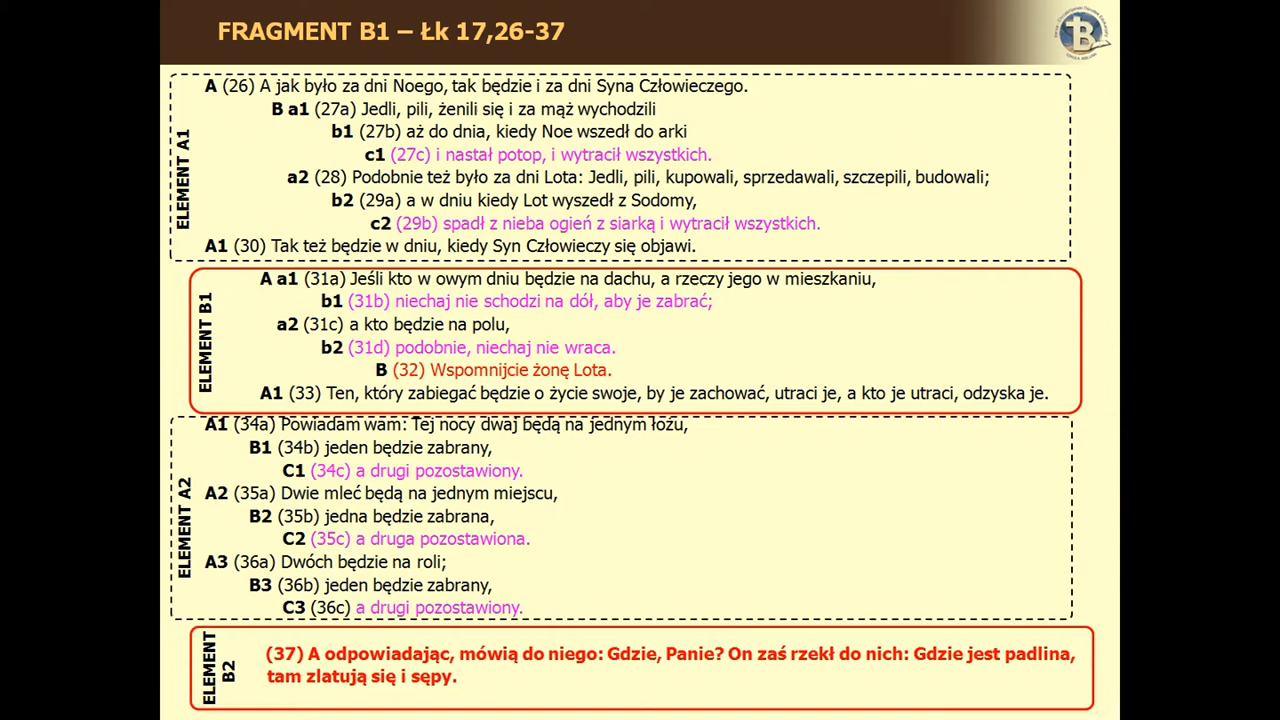 FRAGMENT B1 – Łk 17,26-37
ELEMENT A1
A (26) A jak było za dni Noego, tak będzie i za dni Syna Człowieczego.
B a1 (27a) Jedli, pili, żenili się i za mąż wychodzili
b1 (27b) aż do dnia, kiedy Noe wszedł do arki
c1 (27c) i nastał potop, i wytracił wszystkich.
a2 (28) Podobnie też było za dni Lota: Jedli, pili, kupowali, sprzedawali, szczepili, budowali;
b2 (29a) a w dniu kiedy Lot wyszedł z Sodomy,
c2 (29b) spadł z nieba ogień z siarką i wytracił wszystkich.
A1 (30) Tak też będzie w dniu, kiedy Syn Człowieczy się objawi.
ELEMENT B1
A a1 (31a) Jeśli kto w owym dniu będzie na dachu, a rzeczy jego w mieszkaniu,
b1 (31b) niechaj nie schodzi na dół, aby je zabrać;
a2 (31c) a kto będzie na polu,
b2 (31d) podobnie, niechaj nie wraca.
B (32) Wspomnijcie żonę Lota.
A1 (33) Ten, który zabiegać będzie o życie swoje, by je zachować, utraci je, a kto je utraci, odzyska je.
ELEMENT A2
A1 (34a) Powiadam wam: Tej nocy dwaj będą na jednym łożu,
B1 (34b) jeden będzie zabrany,
C1 (34c) a drugi pozostawiony.
A2 (35a) Dwie mleć będą na jednym miejscu,
B2 (35b) jedna będzie zabrana,
C2 (35c) a druga pozostawiona.
A3 (36a) Dwóch będzie na roli;
B3 (36b) jeden będzie zabrany,
C3 (36c) a drugi pozostawiony.
ELEMENT
B2
(37) A odpowiadając, mówią do niego: Gdzie, Panie? On zaś rzekł do nich: Gdzie jest padlina,
tam zlatują się i sępy.